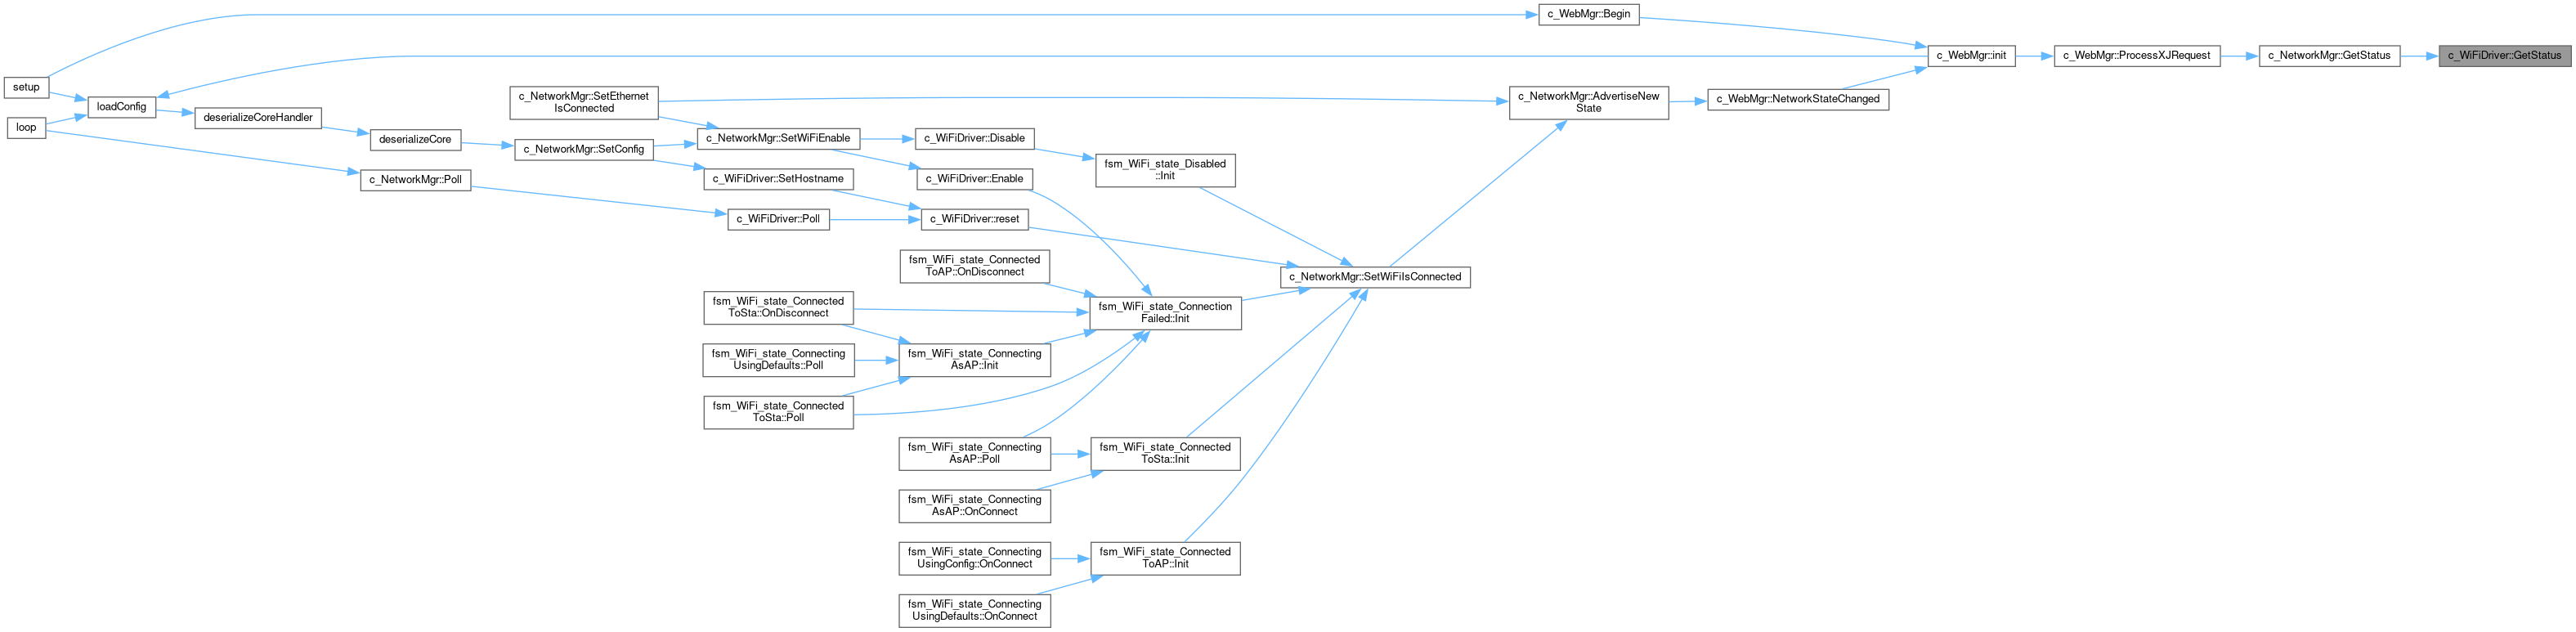 c_WebMgr::Begin
c_WebMgr::init
c_WebMgr::ProcessXJRequest
c_NetworkMgr::GetStatus
c_WiFiDriver::GetStatus
setup
loadConfig
loop
deserializeCoreHandler
deserializeCore
c_NetworkMgr::SetEthernet
IsConnected
c_NetworkMgr::AdvertiseNew
State
c_WebMgr::NetworkStateChanged
c_NetworkMgr::SetConfig
c_NetworkMgr::SetWiFiEnable
c_WiFiDriver::Disable
fsm_WiFi_state_Disabled
::Init
c_NetworkMgr::Poll
c_WiFiDriver::SetHostname
c_WiFiDriver::Enable
c_WiFiDriver::Poll
c_WiFiDriver::reset
fsm_WiFi_state_Connected
ToAP::OnDisconnect
c_NetworkMgr::SetWiFiIsConnected
fsm_WiFi_state_Connected
ToSta::OnDisconnect
fsm_WiFi_state_Connection
Failed::Init
fsm_WiFi_state_Connecting
UsingDefaults::Poll
fsm_WiFi_state_Connecting
AsAP::Init
fsm_WiFi_state_Connected
ToSta::Poll
fsm_WiFi_state_Connecting
AsAP::Poll
fsm_WiFi_state_Connected
ToSta::Init
fsm_WiFi_state_Connecting
AsAP::OnConnect
fsm_WiFi_state_Connecting
UsingConfig::OnConnect
fsm_WiFi_state_Connected
ToAP::Init
fsm_WiFi_state_Connecting
UsingDefaults::OnConnect